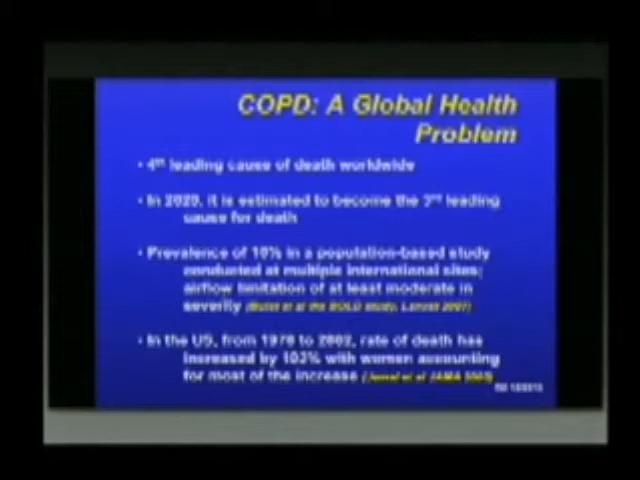 COPD: A Global Health
Problem
• 4th leading cause of death worldwide
• In 2020, it is estimated to become the 3rd leading
cause for death
• Prevalence of 10% in a population-based study
conducted at multiple international sites;
airflow limitation of at least moderate in
severity (Buist et al the BOLD study, Lancet 2007)
• In the US, from 1970 to 2002, rate of death has
increased by 102% with women accounting
for most of the increase (Jemal et al JAMA